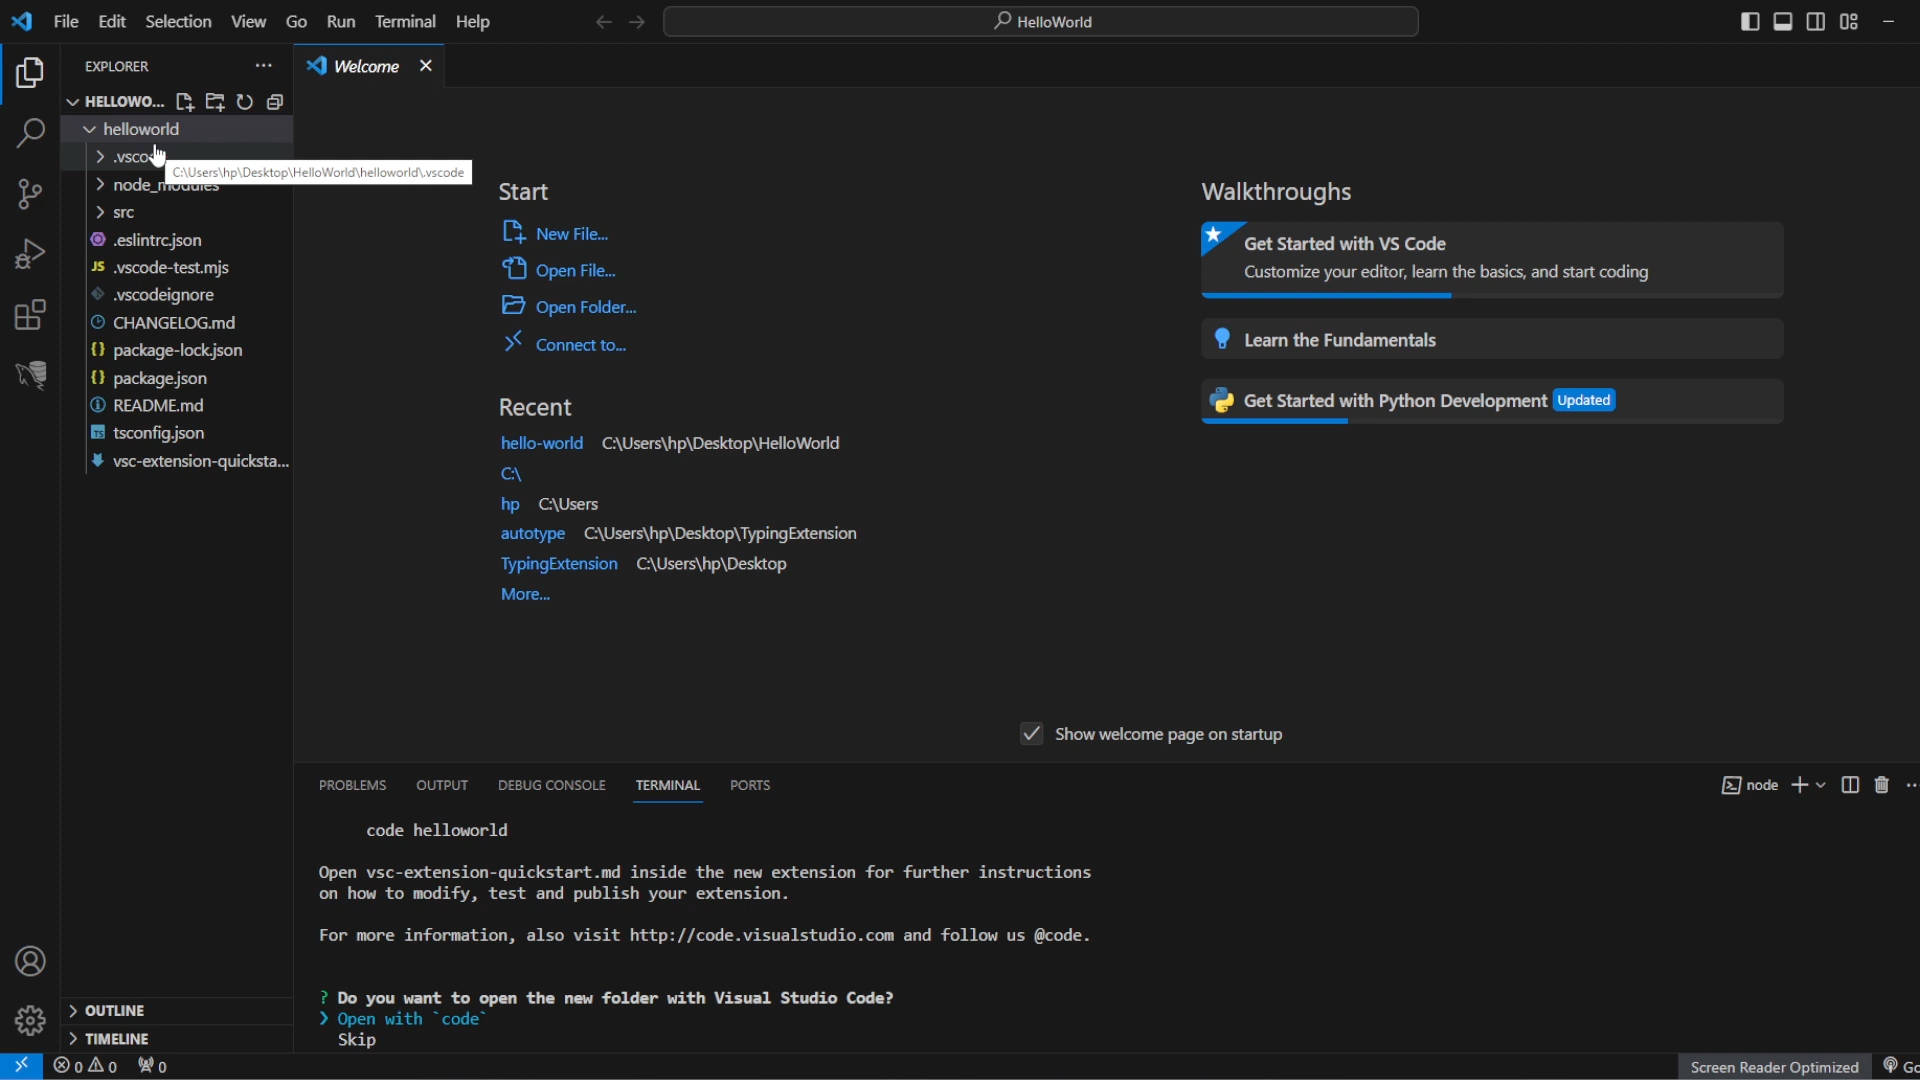 File Edit Selection View Go Run Terminal Help
HelloWorld
EXPLORER
Welcome
HELLOWO...
helloworld
.vsco
C:\Users\hp\Desktop\HelloWorld\helloworld\.vscode
node_modules
src
.eslintrc.json
.vscode-test.mjs
.vscodeignore
CHANGELOG.md
package-lock.json
package.json
README.md
tsconfig.json
vsc-extension-quicksta...
OUTLINE
TIMELINE
Start
New File...
Open File...
Open Folder...
Connect to...
Recent
hello-world C:\Users\hp\Desktop\HelloWorld
C:\
hp C:\Users
autotype C:\Users\hp\Desktop\TypingExtension
TypingExtension C:\Users\hp\Desktop
More...
Walkthroughs
Get Started with VS Code
Customize your editor, learn the basics, and start coding
Learn the Fundamentals
Get Started with Python Development Updated
Show welcome page on startup
PROBLEMS OUTPUT DEBUG CONSOLE TERMINAL PORTS
node
code helloworld
Open vsc-extension-quickstart.md inside the new extension for further instructions
on how to modify, test and publish your extension.
For more information, also visit http://code.visualstudio.com and follow us @code.
? Do you want to open the new folder with Visual Studio Code?
❯ Open with `code`
Skip
0 0 0
Screen Reader Optimized Go